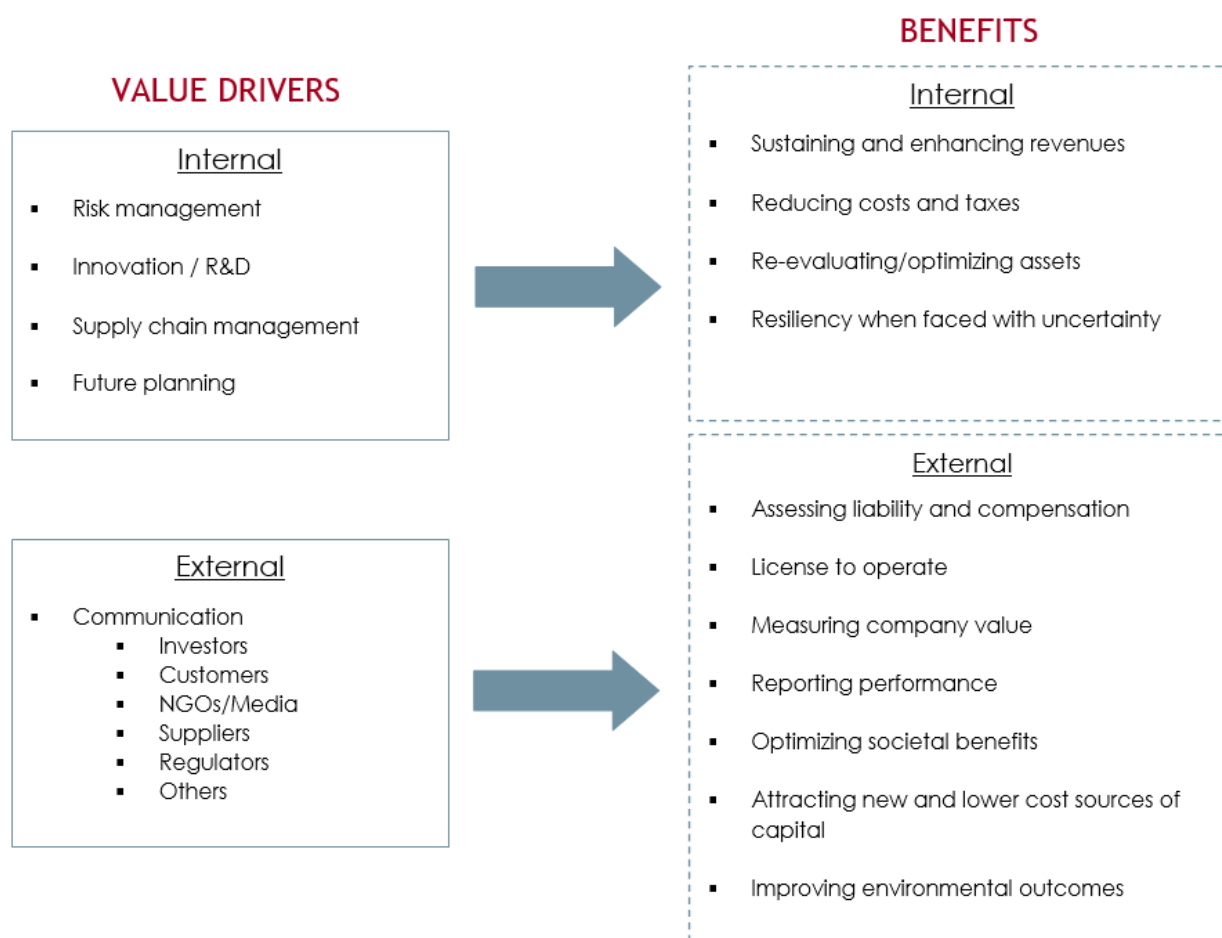 VALUE DRIVERS
Internal
▪ Risk management
▪ Innovation / R&D
▪ Supply chain management
▪ Future planning
External
▪ Communication
▪ Investors
▪ Customers
▪ NGOs/Media
▪ Suppliers
▪ Regulators
▪ Others
BENEFITS
Internal
▪ Sustaining and enhancing revenues
▪ Reducing costs and taxes
▪ Re-evaluating/optimizing assets
▪ Resiliency when faced with uncertainty
External
▪ Assessing liability and compensation
▪ License to operate
▪ Measuring company value
▪ Reporting performance
▪ Optimizing societal benefits
▪ Attracting new and lower cost sources of
capital
▪ Improving environmental outcomes